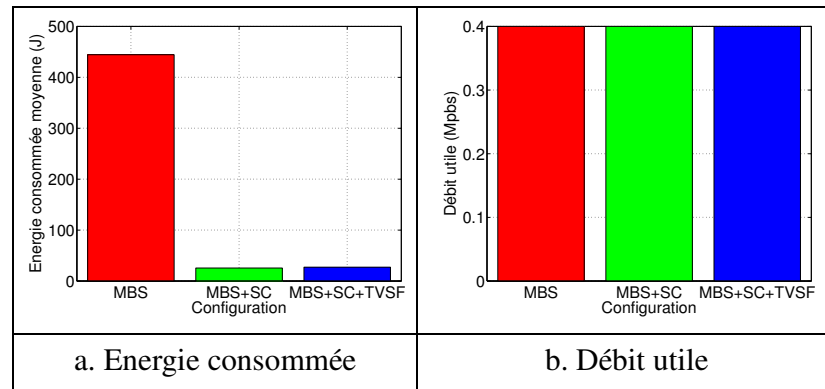 500
400
300
200
100
0
Energie consommée moyenne (J)
MBS MBS+SC MBS+SC+TVSF
Configuration
0.4
0.3
0.2
0.1
0
Débit utile (Mpbs)
MBS MBS+SC MBS+SC+TVSF
Configuration
a. Energie consommée
b. Débit utile